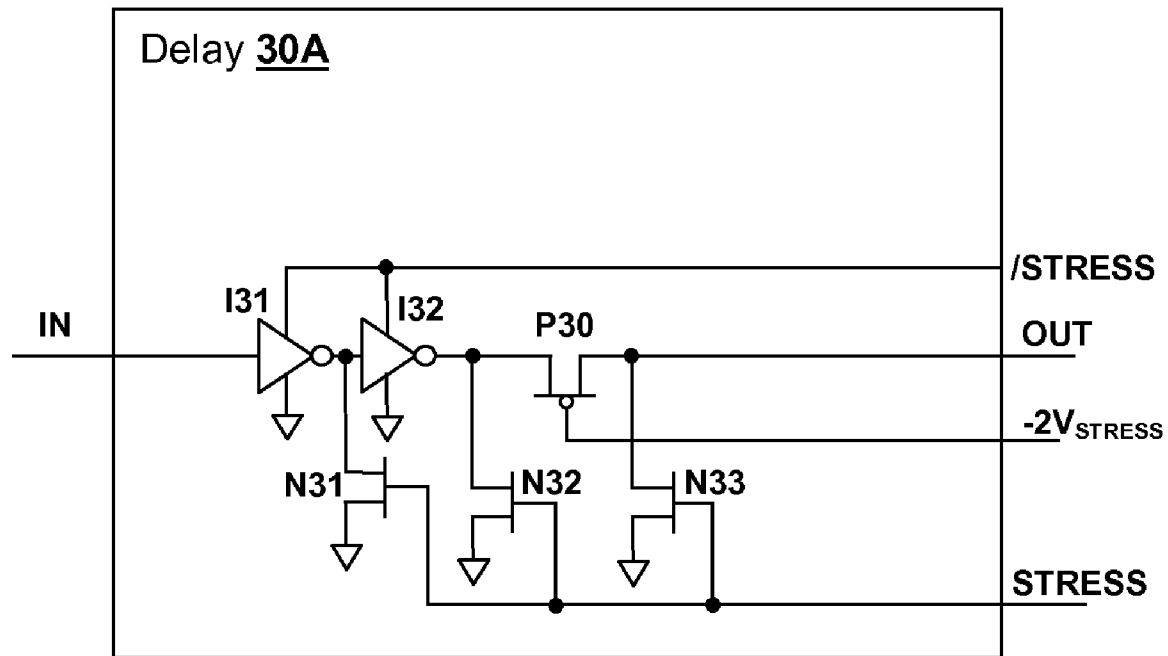 Delay 30A
/STRESS
I31
I32
IN
P30
OUT
-2VSTRESS
N31
N32
N33
STRESS